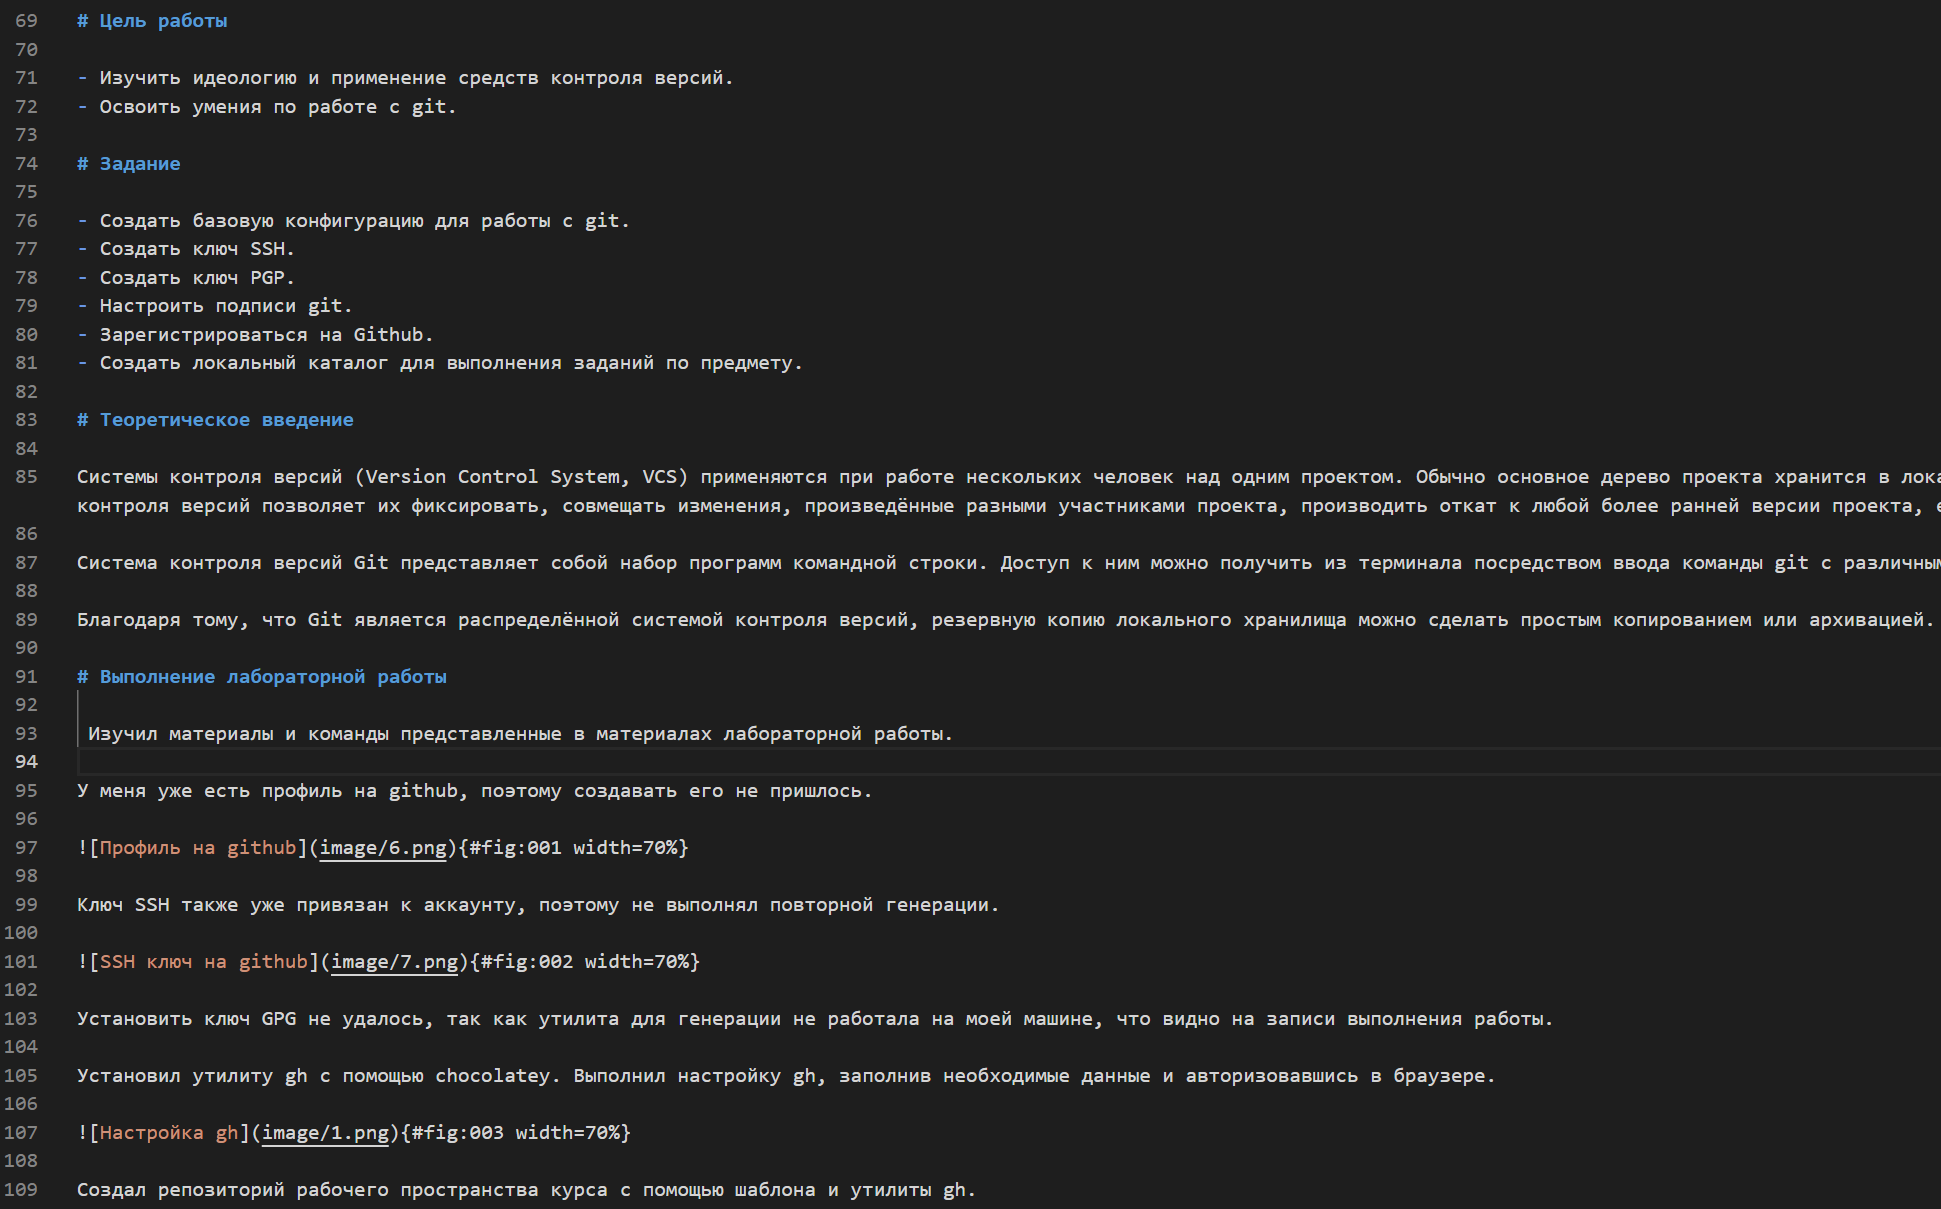 69 # Цель работы
70
71 - Изучить идеологию и применение средств контроля версий.
72 - Освоить умения по работе с git.
73
74 # Задание
75
76 - Создать базовую конфигурацию для работы с git.
77 - Создать ключ SSH.
78 - Создать ключ PGP.
79 - Настроить подписи git.
80 - Зарегистрироваться на Github.
81 - Создать локальный каталог для выполнения заданий по предмету.
82
83 # Теоретическое введение
84
85 Системы контроля версий (Version Control System, VCS) применяются при работе нескольких человек над одним проектом. Обычно основное дерево проекта хранится в
контроля версий позволяет их фиксировать, совмещать изменения, произведённые разными участниками проекта, производить откат к любой более ранней версии проекта,
86
87 Система контроля версий Git представляет собой набор программ командной строки. Доступ к ним можно получить из терминала посредством ввода команды git с
88
89 Благодаря тому, что Git является распределённой системой контроля версий, резервную копию локального хранилища можно сделать простым копированием или архивацией.
90
91 # Выполнение лабораторной работы
92
93 Изучил материалы и команды представленные в материалах лабораторной работы.
94
95 У меня уже есть профиль на github, поэтому создавать его не пришлось.
96
97 ![Профиль на github](image/6.png){#fig:001 width=70%}
98
99 Ключ SSH также уже привязан к аккаунту, поэтому не выполнял повторной генерации.
100
101 ![SSH ключ на github](image/7.png){#fig:002 width=70%}
102
103 Установить ключ GPG не удалось, так как утилита для генерации не работала на моей машине, что видно на записи выполнения работы.
104
105 Установил утилиту gh с помощью chocolatey. Выполнил настройку gh, заполнив необходимые данные и авторизовавшись в браузере.
106
107 ![Настройка gh](image/1.png){#fig:003 width=70%}
108
109 Создал репозиторий рабочего пространства курса с помощью шаблона и утилиты gh.